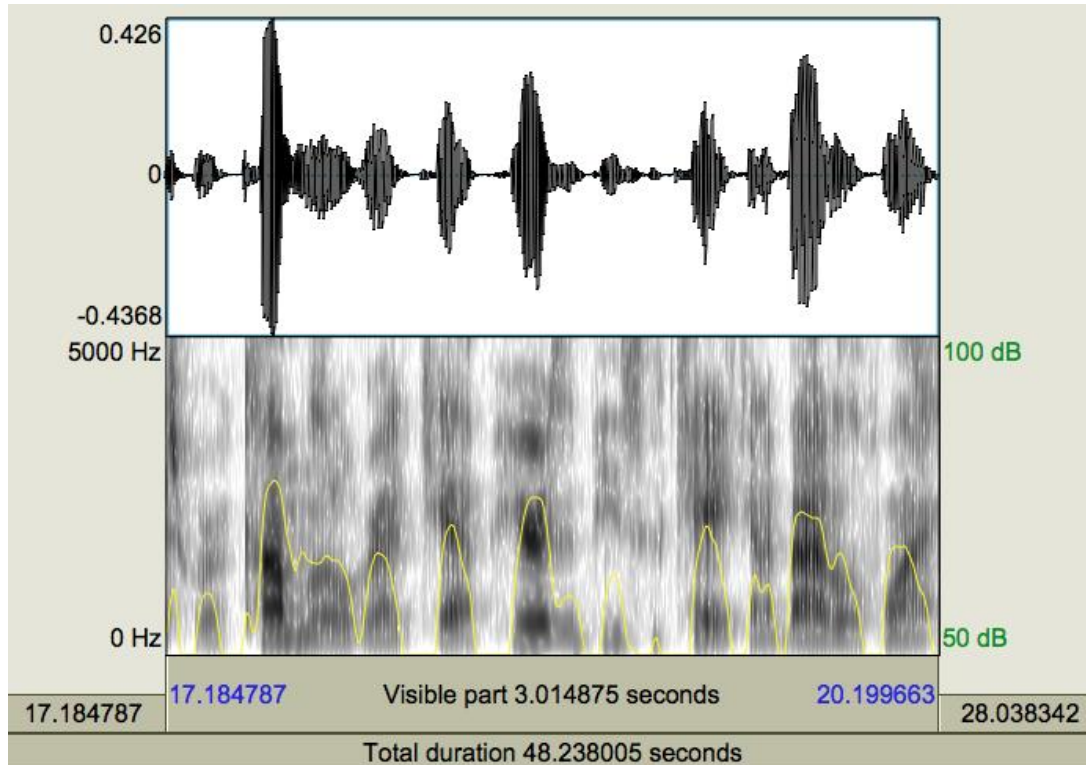 0.426
0
-0.4368
5000 Hz 100 dB
0 Hz 50 dB
17.184787 Visible part 3.014875 seconds 20.199663
17.184787 28.038342
Total duration 48.238005 seconds